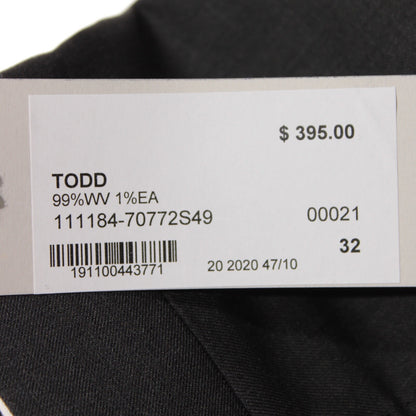 $ 395.00
TODD
99%WV 1%EA
111184-70772S49 00021
32
191100443771 20 2020 47/10